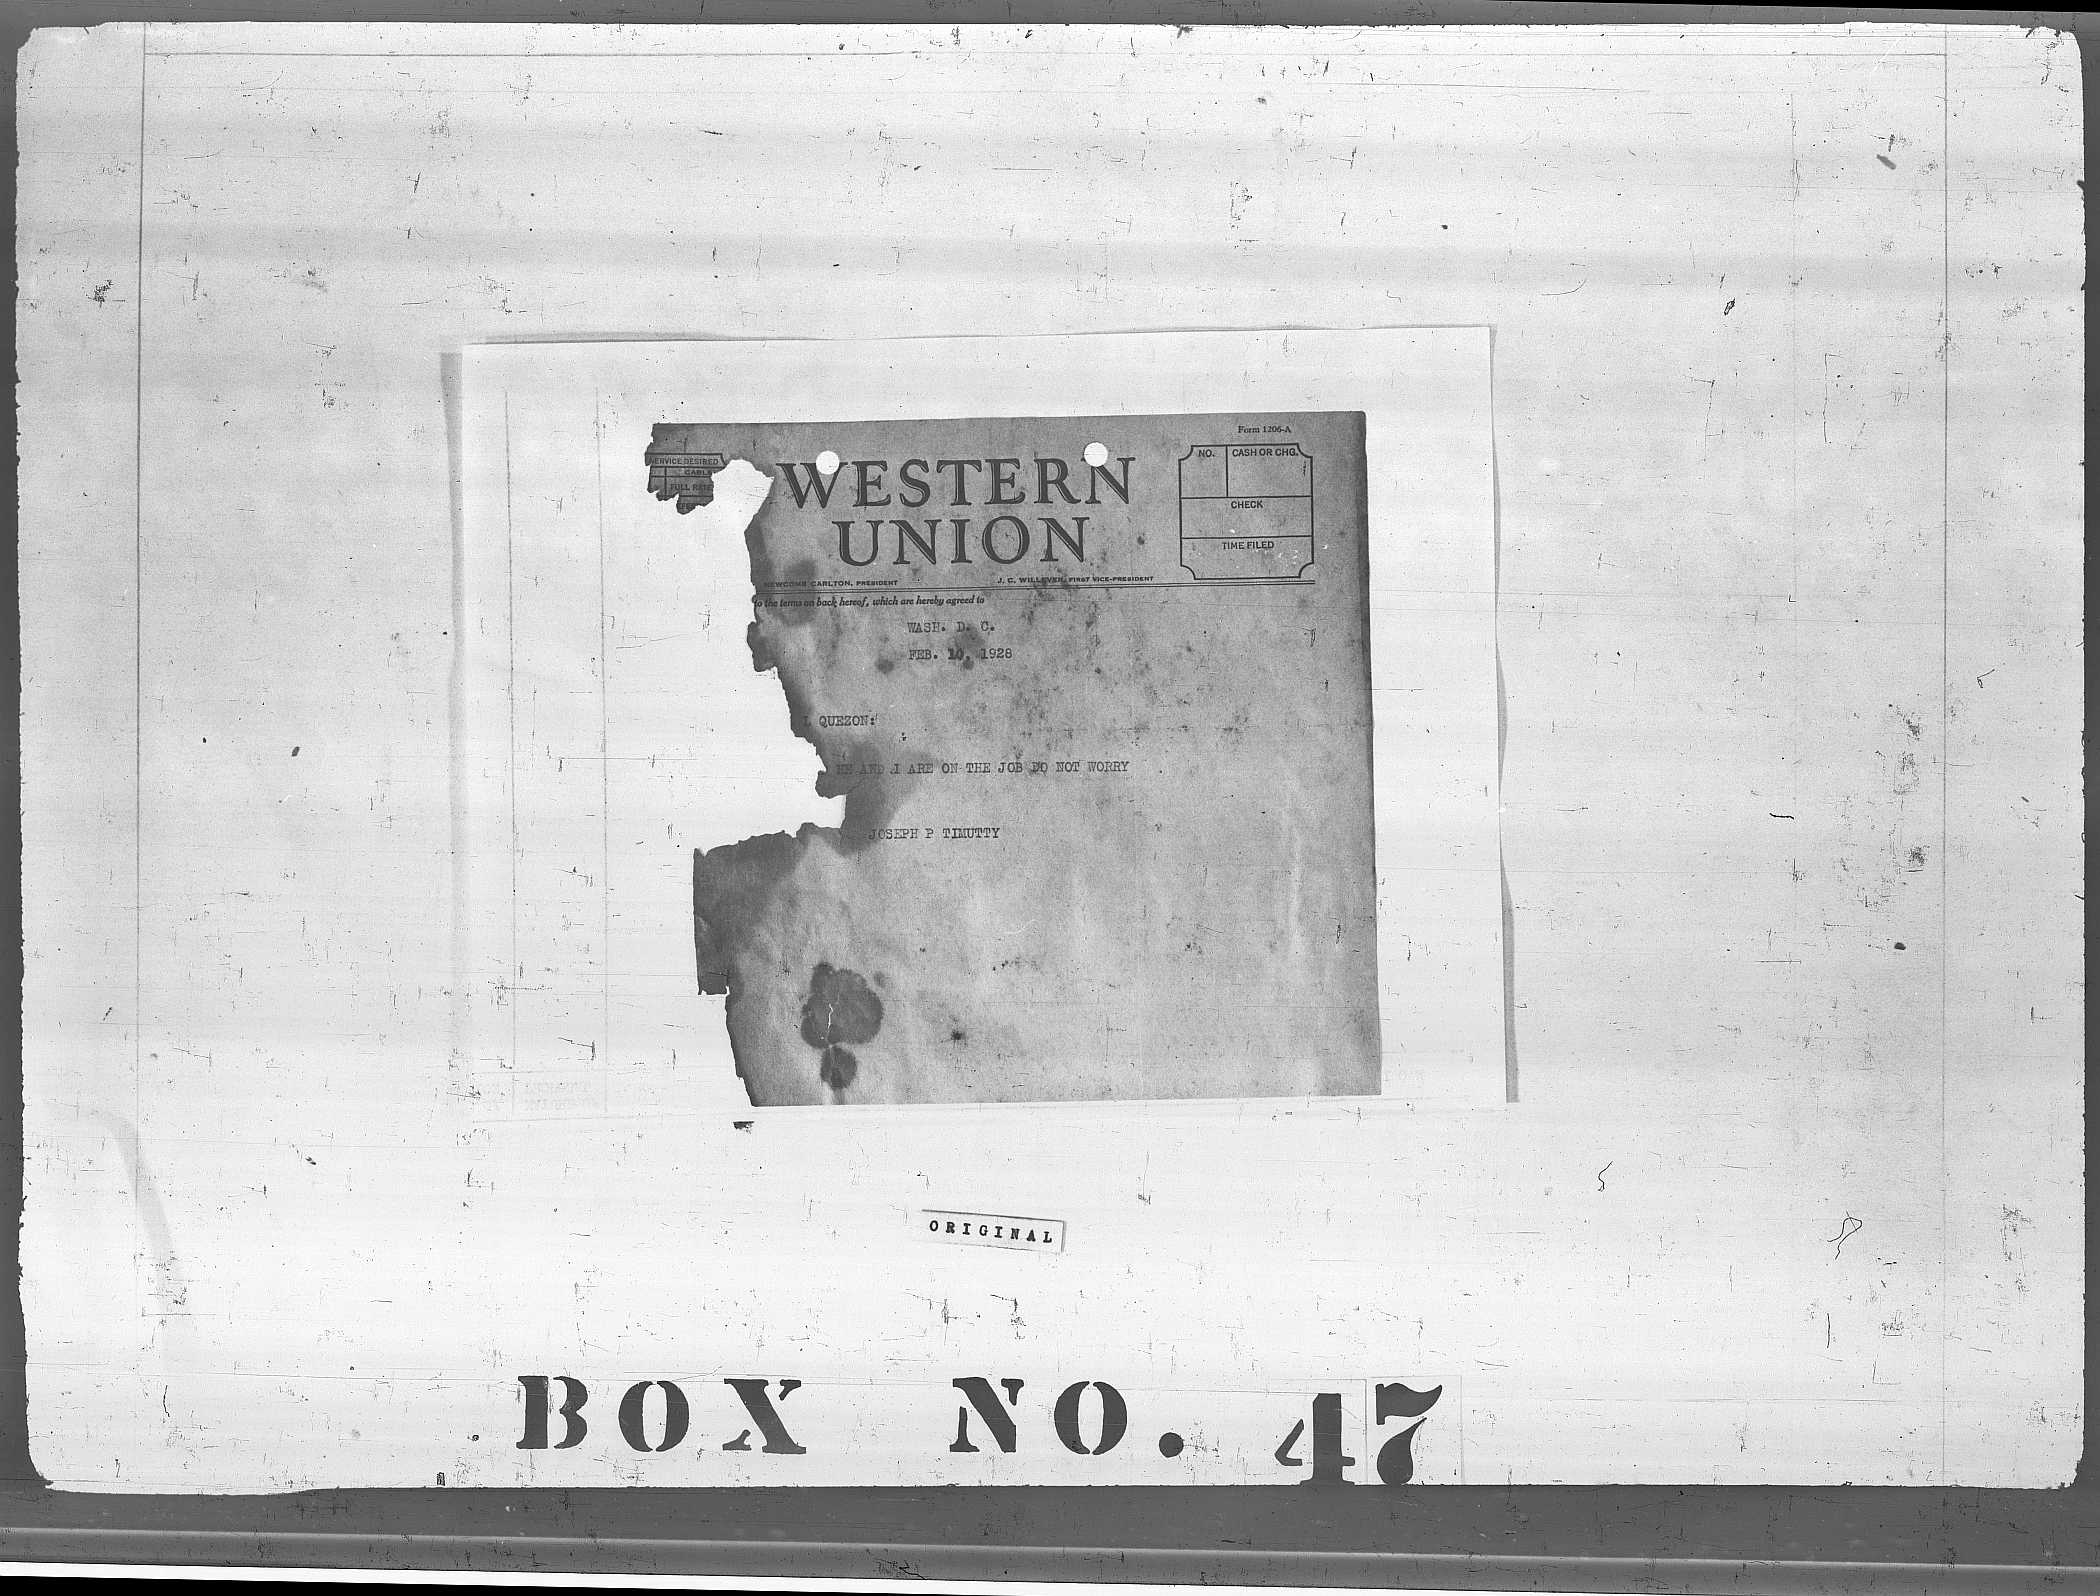 Form 1206-A
SERVICE DESIRED
CABLE
FULL RATE
WESTERN
UNION
NO.
CASH OR CHG.
CHECK
TIME FILED
NEWCOMB CARLTON, PRESIDENT
J. C. WILLEVER, FIRST VICE-PRESIDENT
to the terms on back hereof, which are hereby agreed to
WASH. D. C.
FEB. 10, 1928
L QUEZON:
HE AND I ARE ON THE JOB DO NOT WORRY
JOSEPH P TIMUTTY
ORIGINAL
BOX NO. 47